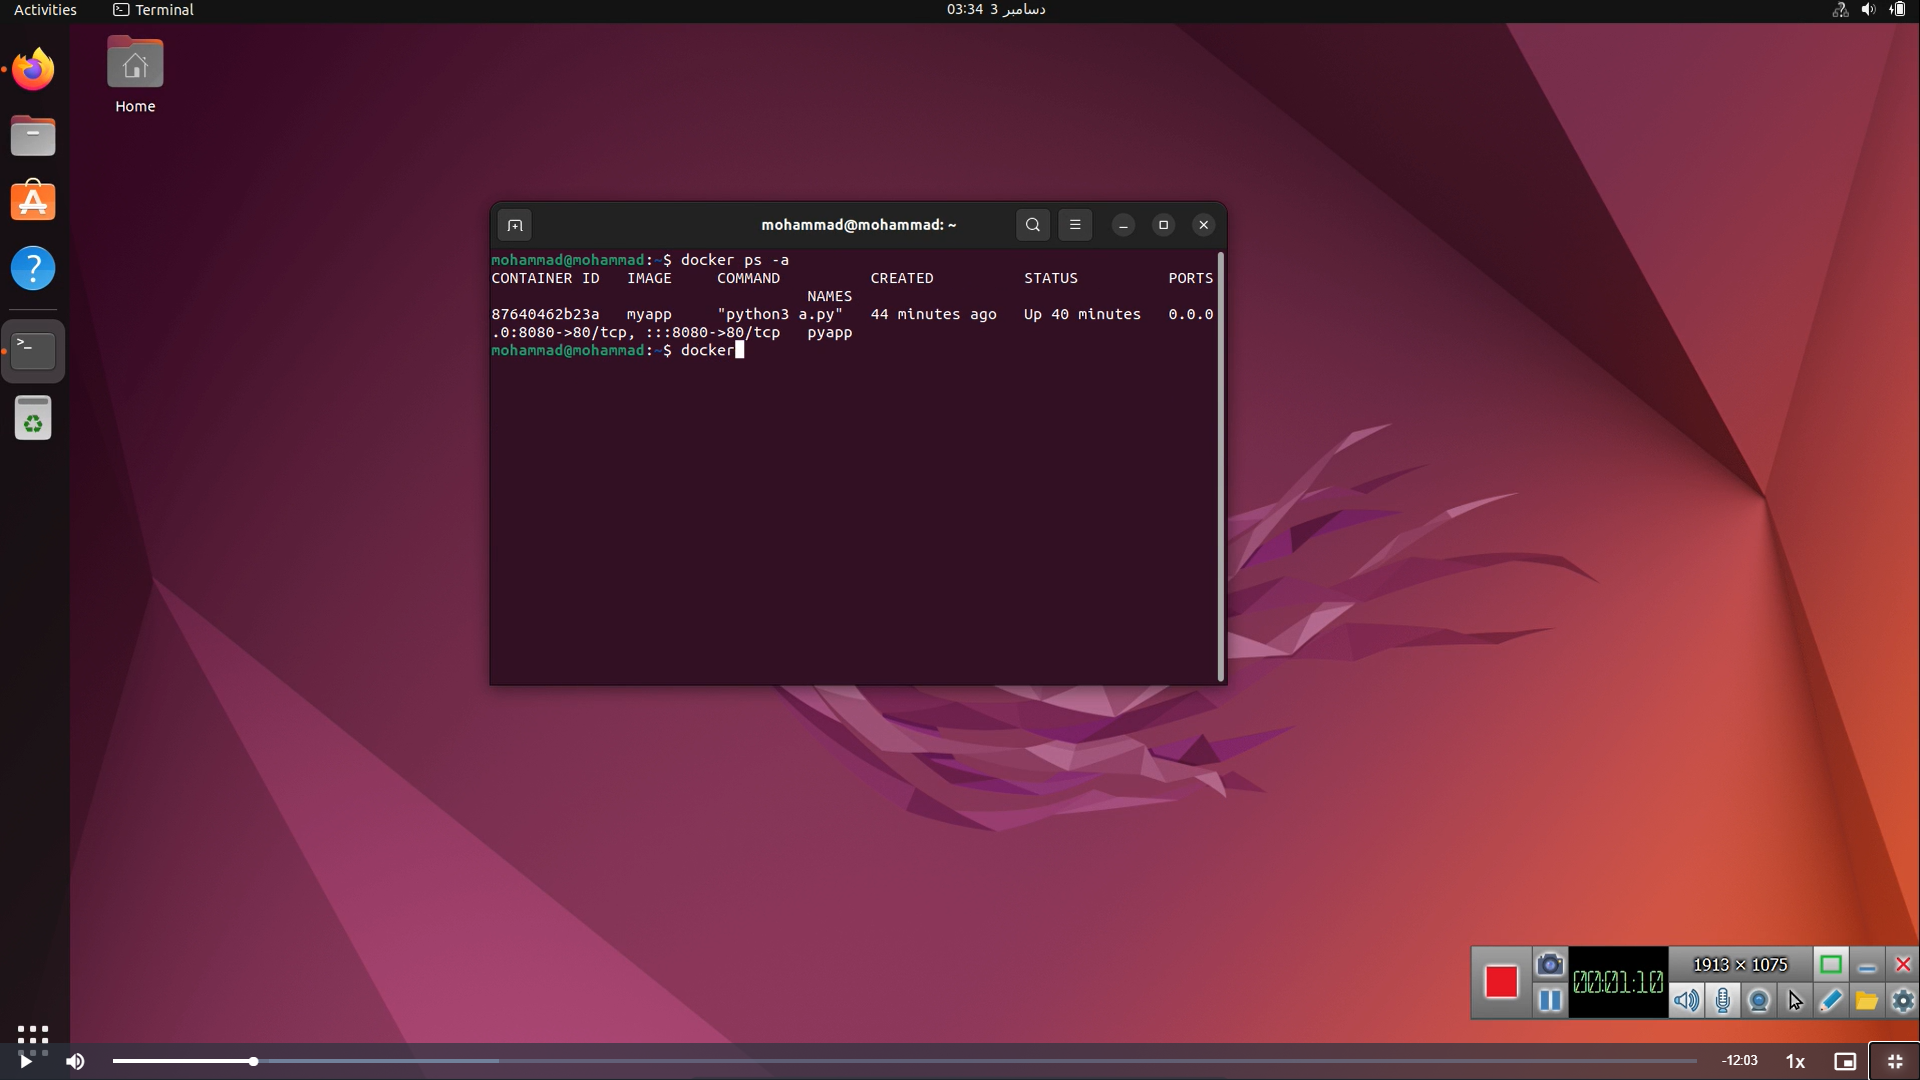 Activities
Terminal
03:34 3 دسامبر
Home
mohammad@mohammad: ~
mohammad@mohammad:~$ docker ps -a
CONTAINER ID   IMAGE     COMMAND          CREATED          STATUS          PORTS
                                   NAMES
87640462b23a   myapp     "python3 a.py"   44 minutes ago   Up 40 minutes   0.0.0
.0:8080->80/tcp, :::8080->80/tcp   pyapp
mohammad@mohammad:~$ docker
1913 × 1075
00:01:10
-12:03
1x